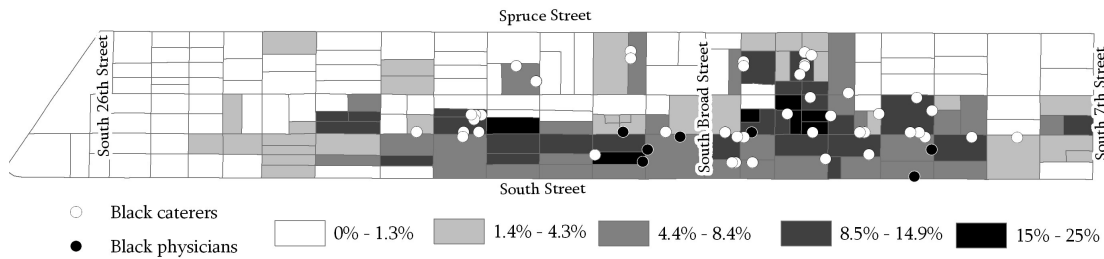 Spruce Street
South 26th Street
South Broad Street
South 7th Street
South Street
Black caterers
Black physicians
0% - 1.3%
1.4% - 4.3%
4.4% - 8.4%
8.5% - 14.9%
15% - 25%